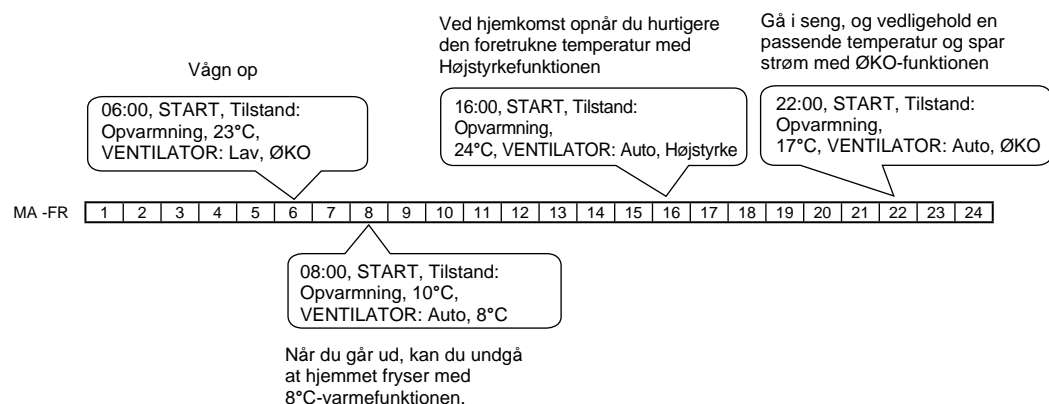 Vågn op
06:00, START, Tilstand:
Opvarmning, 23°C,
VENTILATOR: Lav, ØKO
Ved hjemkomst opnår du hurtigere
den foretrukne temperatur med
Højstyrkefunktionen
16:00, START, Tilstand:
Opvarmning,
24°C, VENTILATOR: Auto, Højstyrke
Gå i seng, og vedligehold en
passende temperatur og spar
strøm med ØKO-funktionen
22:00, START, Tilstand:
Opvarmning,
17°C, VENTILATOR: Auto, ØKO
MA -FR 1 2 3 4 5 6 7 8 9 10 11 12 13 14 15 16 17 18 19 20 21 22 23 24
08:00, START, Tilstand:
Opvarmning, 10°C,
VENTILATOR: Auto, 8°C
Når du går ud, kan du undgå
at hjemmet fryser med
8°C-varmefunktionen.